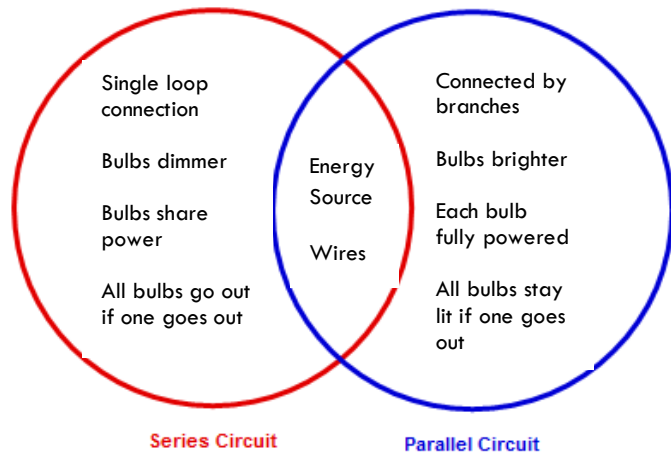 Single loop
connection
Bulbs dimmer
Bulbs share
power
All bulbs go out
if one goes out
Energy
Source
Wires
Connected by
branches
Bulbs brighter
Each bulb
fully powered
All bulbs stay
lit if one goes
out
Series Circuit
Parallel Circuit